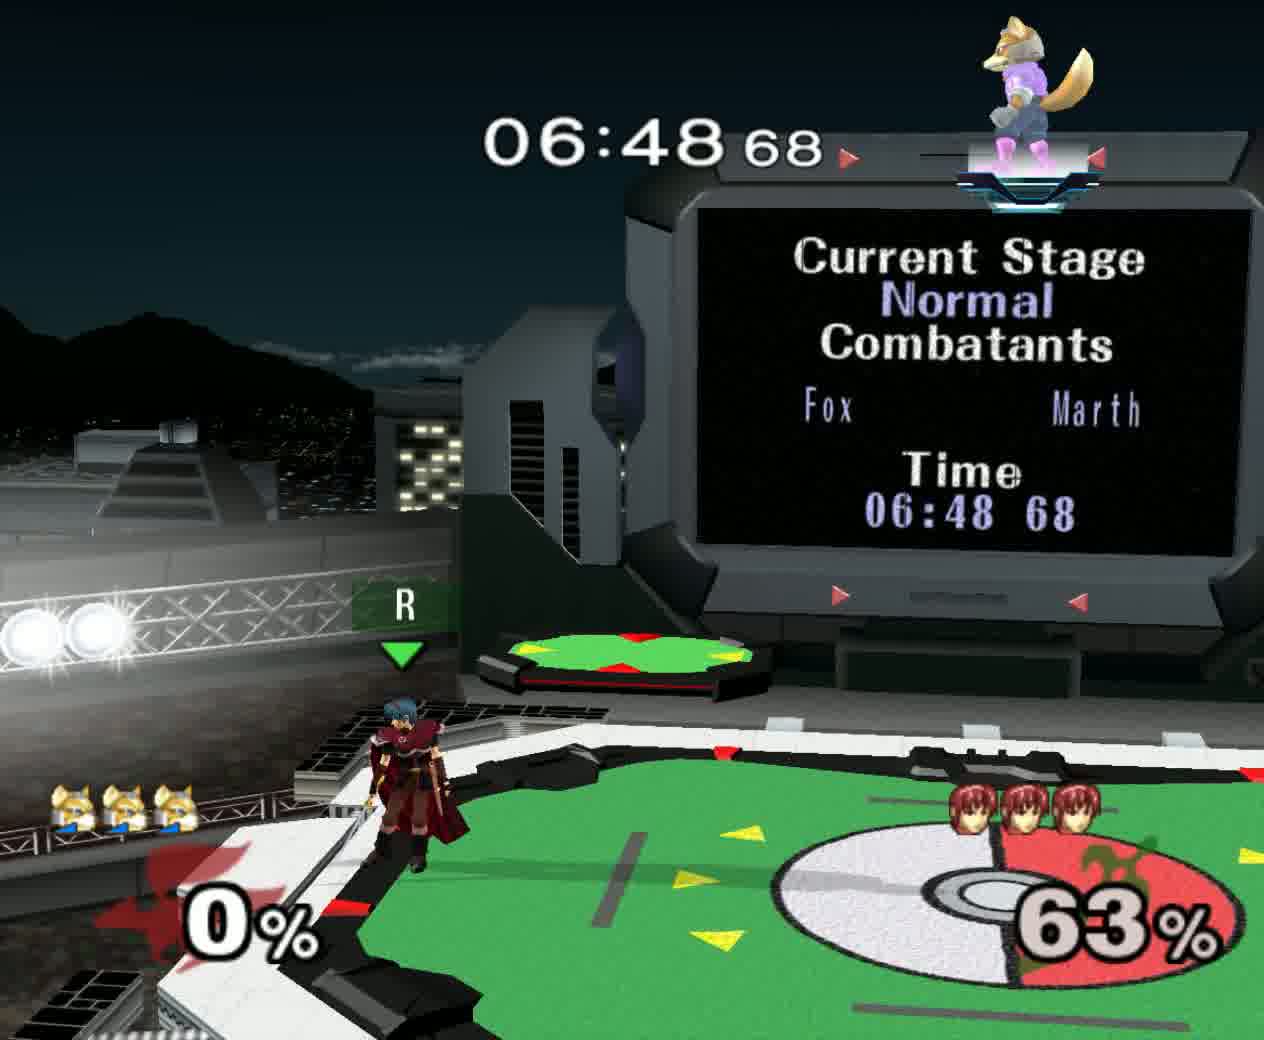 06:48 68
Current Stage
Normal
Combatants
Fox Marth
Time
06:48 68
R
0%
63%